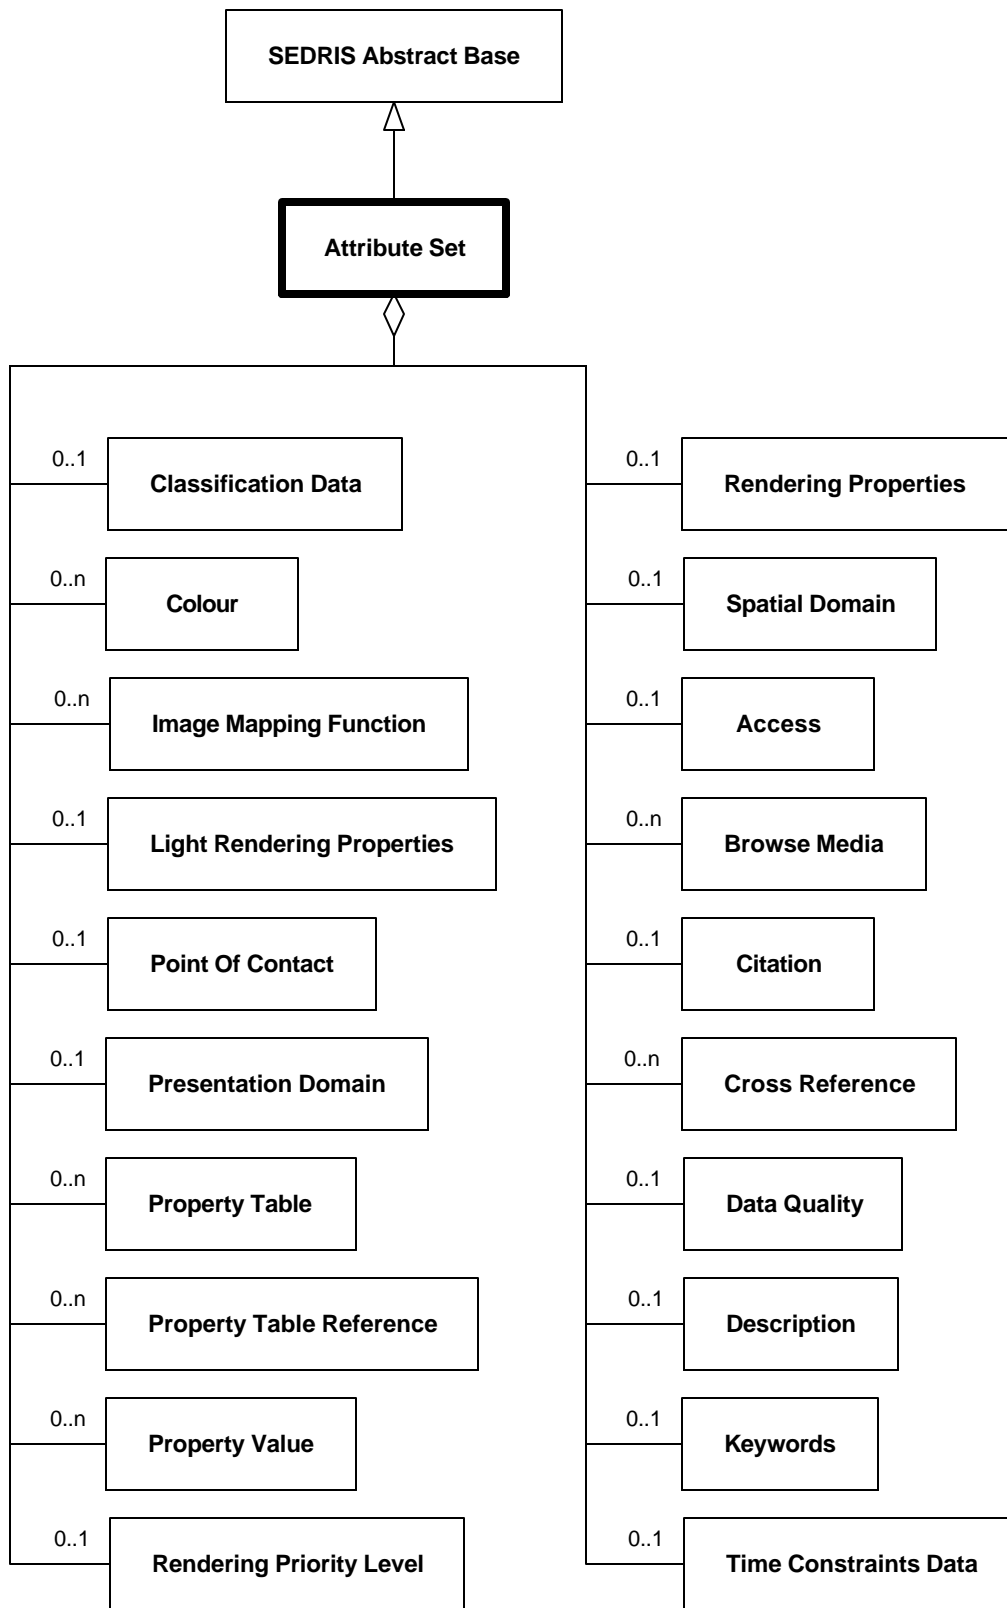 SEDRIS Abstract Base
Attribute Set
0..1
Classification Data
0..n
Colour
0..n
Image Mapping Function
0..1
Light Rendering Properties
0..1
Point Of Contact
0..1
Presentation Domain
0..n
Property Table
0..n
Property Table Reference
0..n
Property Value
0..1
Rendering Priority Level
0..1
Rendering Properties
0..1
Spatial Domain
0..1
Access
0..n
Browse Media
0..1
Citation
0..n
Cross Reference
0..1
Data Quality
0..1
Description
0..1
Keywords
0..1
Time Constraints Data